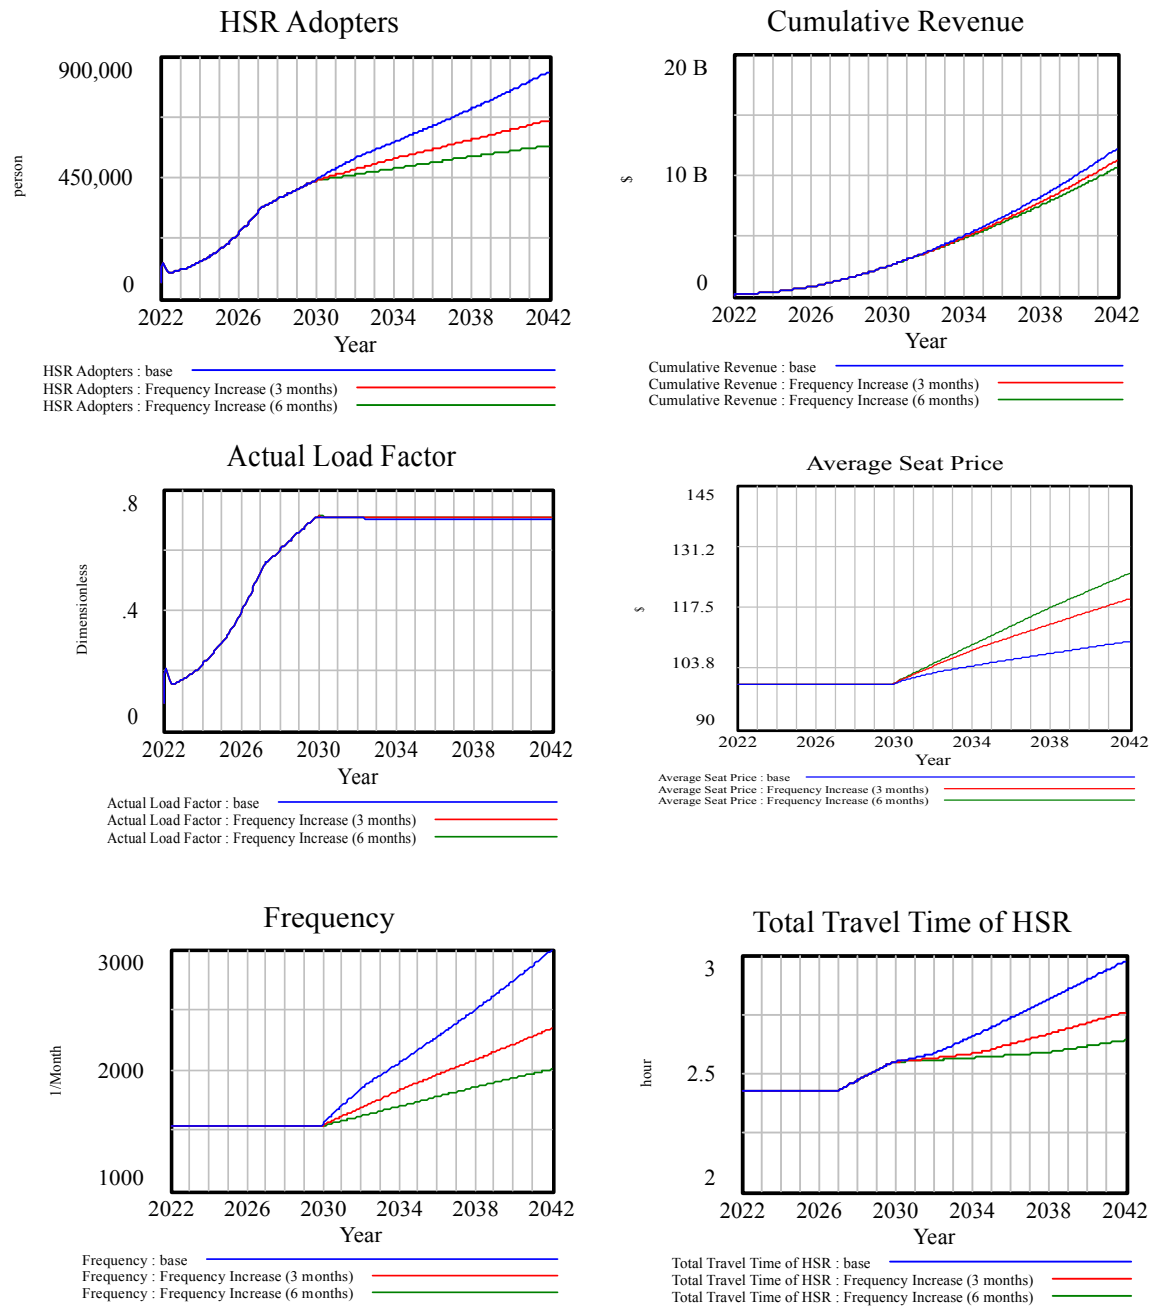 HSR Adopters
900,000
450,000
0
person
2022 2026 2030 2034 2038 2042
Year
HSR Adopters : base
HSR Adopters : Frequency Increase (3 months)
HSR Adopters : Frequency Increase (6 months)
Cumulative Revenue
20 B
10 B
0
$
2022 2026 2030 2034 2038 2042
Year
Cumulative Revenue : base
Cumulative Revenue : Frequency Increase (3 months)
Cumulative Revenue : Frequency Increase (6 months)
Actual Load Factor
.8
.4
0
Dimensionless
2022 2026 2030 2034 2038 2042
Year
Actual Load Factor : base
Actual Load Factor : Frequency Increase (3 months)
Actual Load Factor : Frequency Increase (6 months)
Average Seat Price
145
131.2
117.5
103.8
90
$
2022 2026 2030 2034 2038 2042
Year
Average Seat Price : base
Average Seat Price : Frequency Increase (3 months)
Average Seat Price : Frequency Increase (6 months)
Frequency
3000
2000
1000
1/Month
2022 2026 2030 2034 2038 2042
Year
Frequency : base
Frequency : Frequency Increase (3 months)
Frequency : Frequency Increase (6 months)
Total Travel Time of HSR
3
2.5
2
hour
2022 2026 2030 2034 2038 2042
Year
Total Travel Time of HSR : base
Total Travel Time of HSR : Frequency Increase (3 months)
Total Travel Time of HSR : Frequency Increase (6 months)